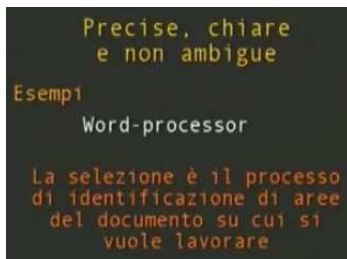 Precise, chiare
e non ambigue
Esempi
Word-processor
La selezione è il processo
di identificazione di aree
del documento su cui si
vuole lavorare